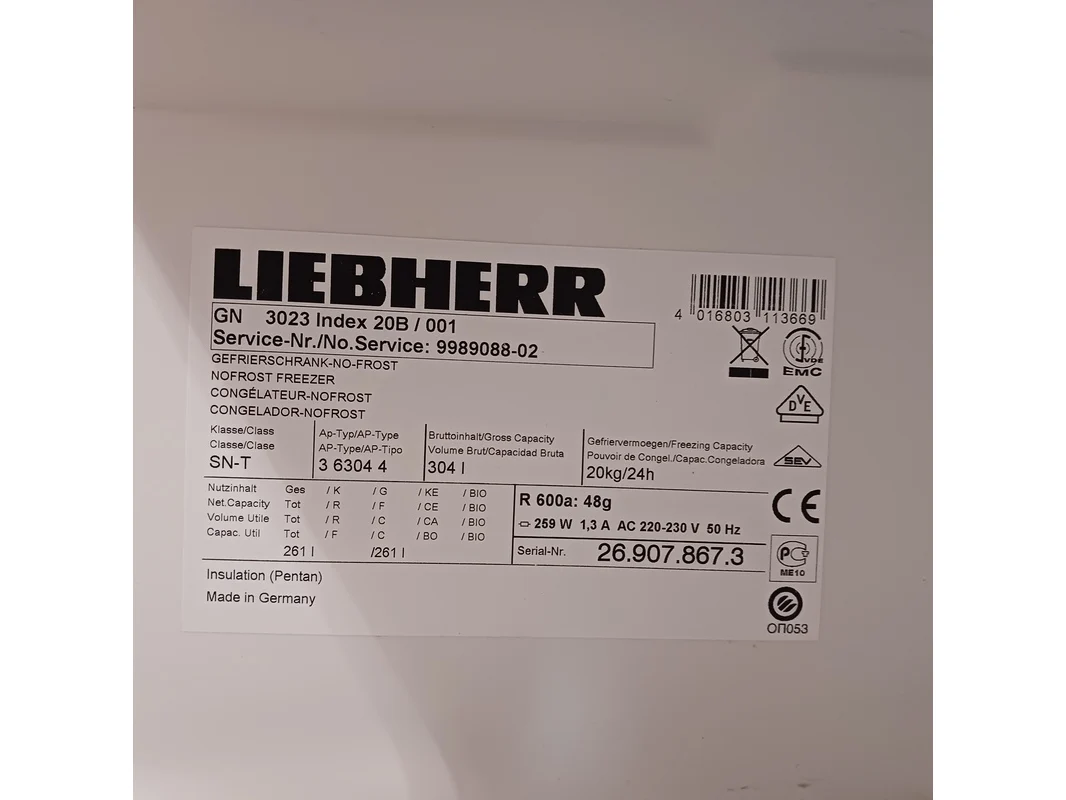 LIEBHERR
4 016803 113669
GN 3023 Index 20B / 001
Service-Nr./No.Service: 9989088-02
GEFRIERSCHRANK-NO-FROST
NOFROST FREEZER
CONGÉLATEUR-NOFROST
CONGELADOR-NOFROST
VDE
EMC
DVE
SEV
CE
Klasse/Class
Classe/Clase
SN-T
Ap-Typ/AP-Type
AP-Type/AP-Tipo
3 6304 4
Bruttoinhalt/Gross Capacity
Volume Brut/Capacidad Bruta
304 l
Gefriervermoegen/Freezing Capacity
Pouvoir de Congel./Capac.Congeladora
20kg/24h
Nutzinhalt Ges / K / G / KE / BIO
Net.Capacity Tot / R / F / CE / BIO
Volume Utile Tot / R / C / CA / BIO
Capac. Util Tot / F / C / BO / BIO
261 l /261 l
R 600a: 48g
259 W 1,3 A AC 220-230 V 50 Hz
Serial-Nr. 26.907.867.3
PC
ME10
ОП053
Insulation (Pentan)
Made in Germany